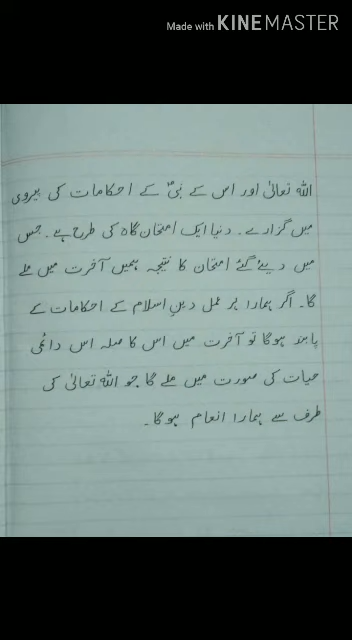 Made with KINEMASTER
اللہ تعالیٰ اور اس کے نبیؐ کے احکامات کی پیروی
میں گزارے۔ دنیا ایک امتحان گاہ کی طرح ہے۔ جس
میں دیئے گئے امتحان کا نتیجہ ہمیں آخرت میں ملے
گا۔ اگر ہمارا ہر عمل دینِ اسلام کے احکامات کے
پابند ہوگا تو آخرت میں اس کا صلہ اس دائمی
حیات کی صورت میں ملے گا جو اللہ تعالیٰ کی
طرف سے ہمارا انعام ہوگا۔